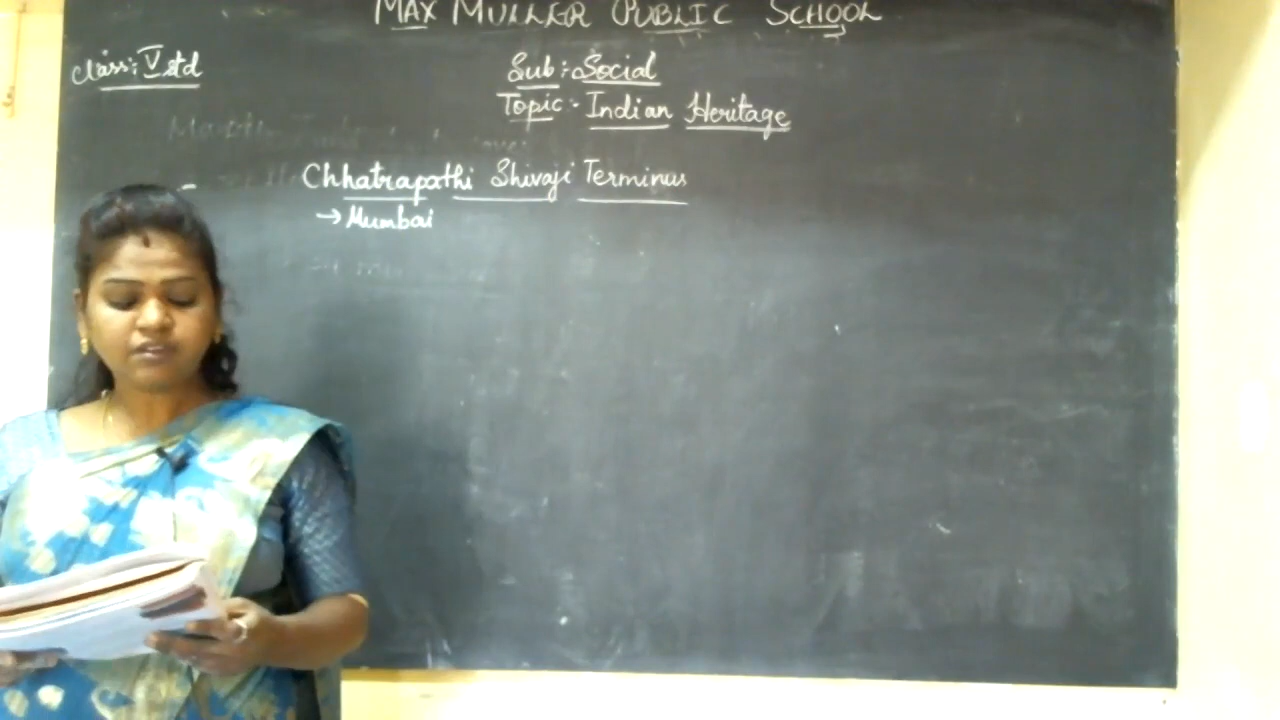 MAX MULLER PUBLIC SCHOOL
Class: V std
Sub:- Social
Topic:- Indian Heritage
Chhatrapathi Shivaji Terminus
→ Mumbai